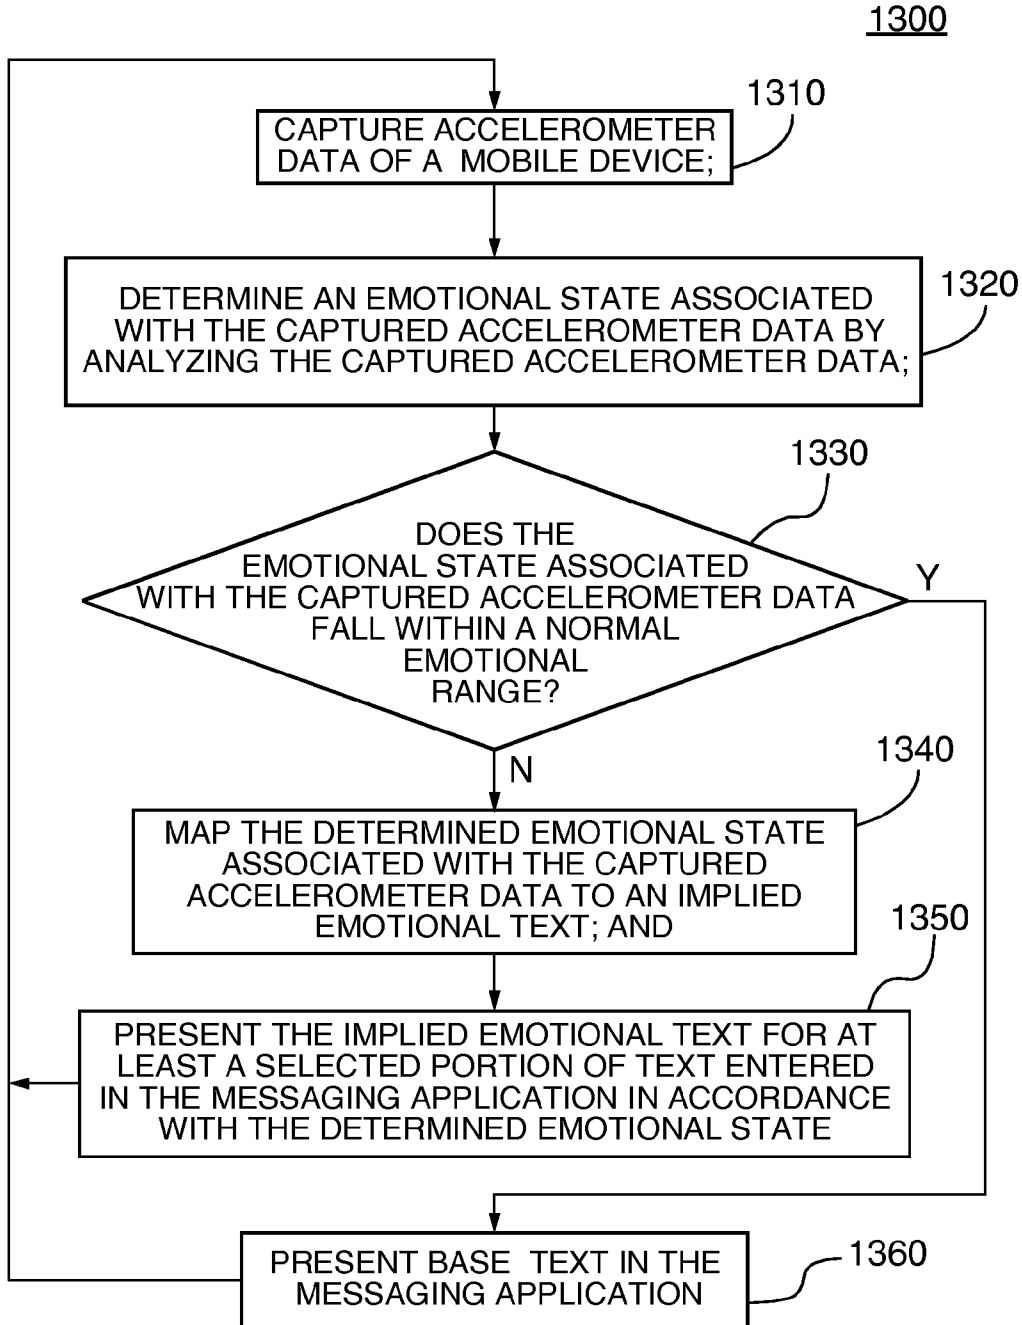 1300
1310
CAPTURE ACCELEROMETER
DATA OF A MOBILE DEVICE;
1320
DETERMINE AN EMOTIONAL STATE ASSOCIATED
WITH THE CAPTURED ACCELEROMETER DATA BY
ANALYZING THE CAPTURED ACCELEROMETER DATA;
1330
DOES THE
EMOTIONAL STATE ASSOCIATED
WITH THE CAPTURED ACCELEROMETER DATA
FALL WITHIN A NORMAL
EMOTIONAL
RANGE?
Y
N
1340
MAP THE DETERMINED EMOTIONAL STATE
ASSOCIATED WITH THE CAPTURED
ACCELEROMETER DATA TO AN IMPLIED
EMOTIONAL TEXT; AND
1350
PRESENT THE IMPLIED EMOTIONAL TEXT FOR AT
LEAST A SELECTED PORTION OF TEXT ENTERED
IN THE MESSAGING APPLICATION IN ACCORDANCE
WITH THE DETERMINED EMOTIONAL STATE
1360
PRESENT BASE TEXT IN THE
MESSAGING APPLICATION